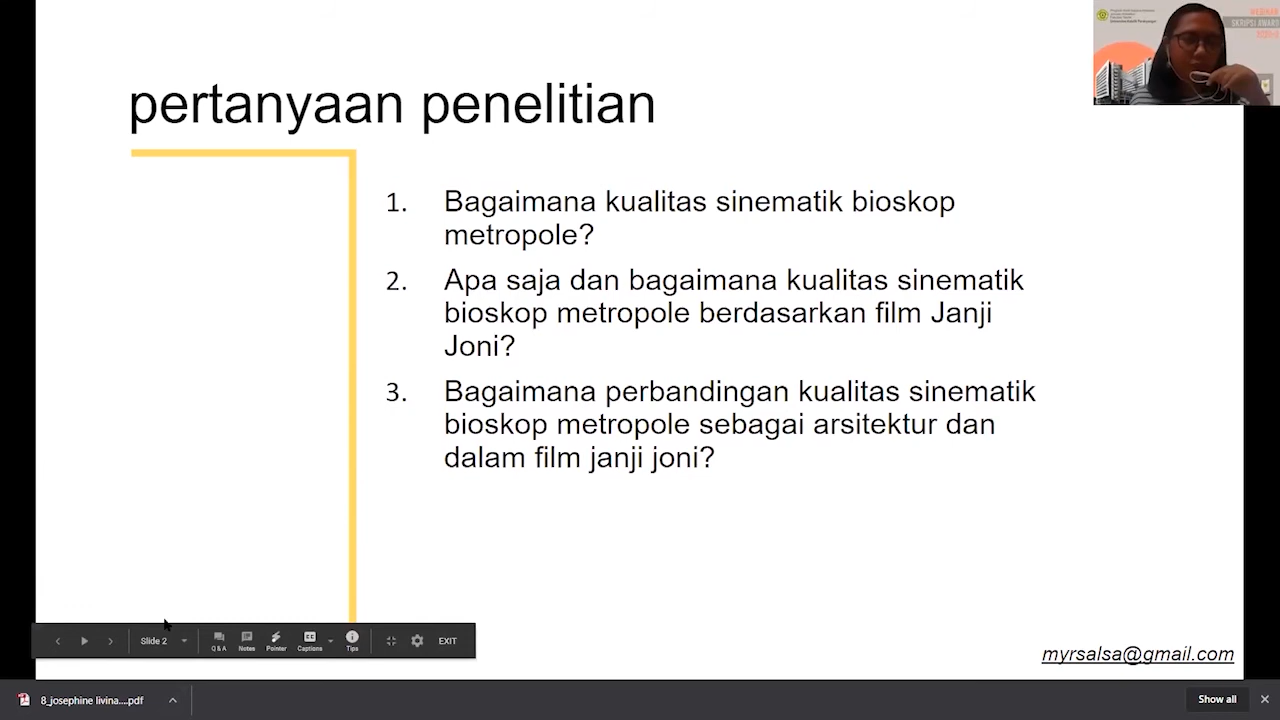 pertanyaan penelitian
1. Bagaimana kualitas sinematik bioskop
metropole?
2. Apa saja dan bagaimana kualitas sinematik
bioskop metropole berdasarkan film Janji
Joni?
3. Bagaimana perbandingan kualitas sinematik
bioskop metropole sebagai arsitektur dan
dalam film janji joni?
Slide 2
Q & A
Notes
Pointer
Captions
Tips
EXIT
myrsalsa@gmail.com
8_josephine livina....pdf
Show all